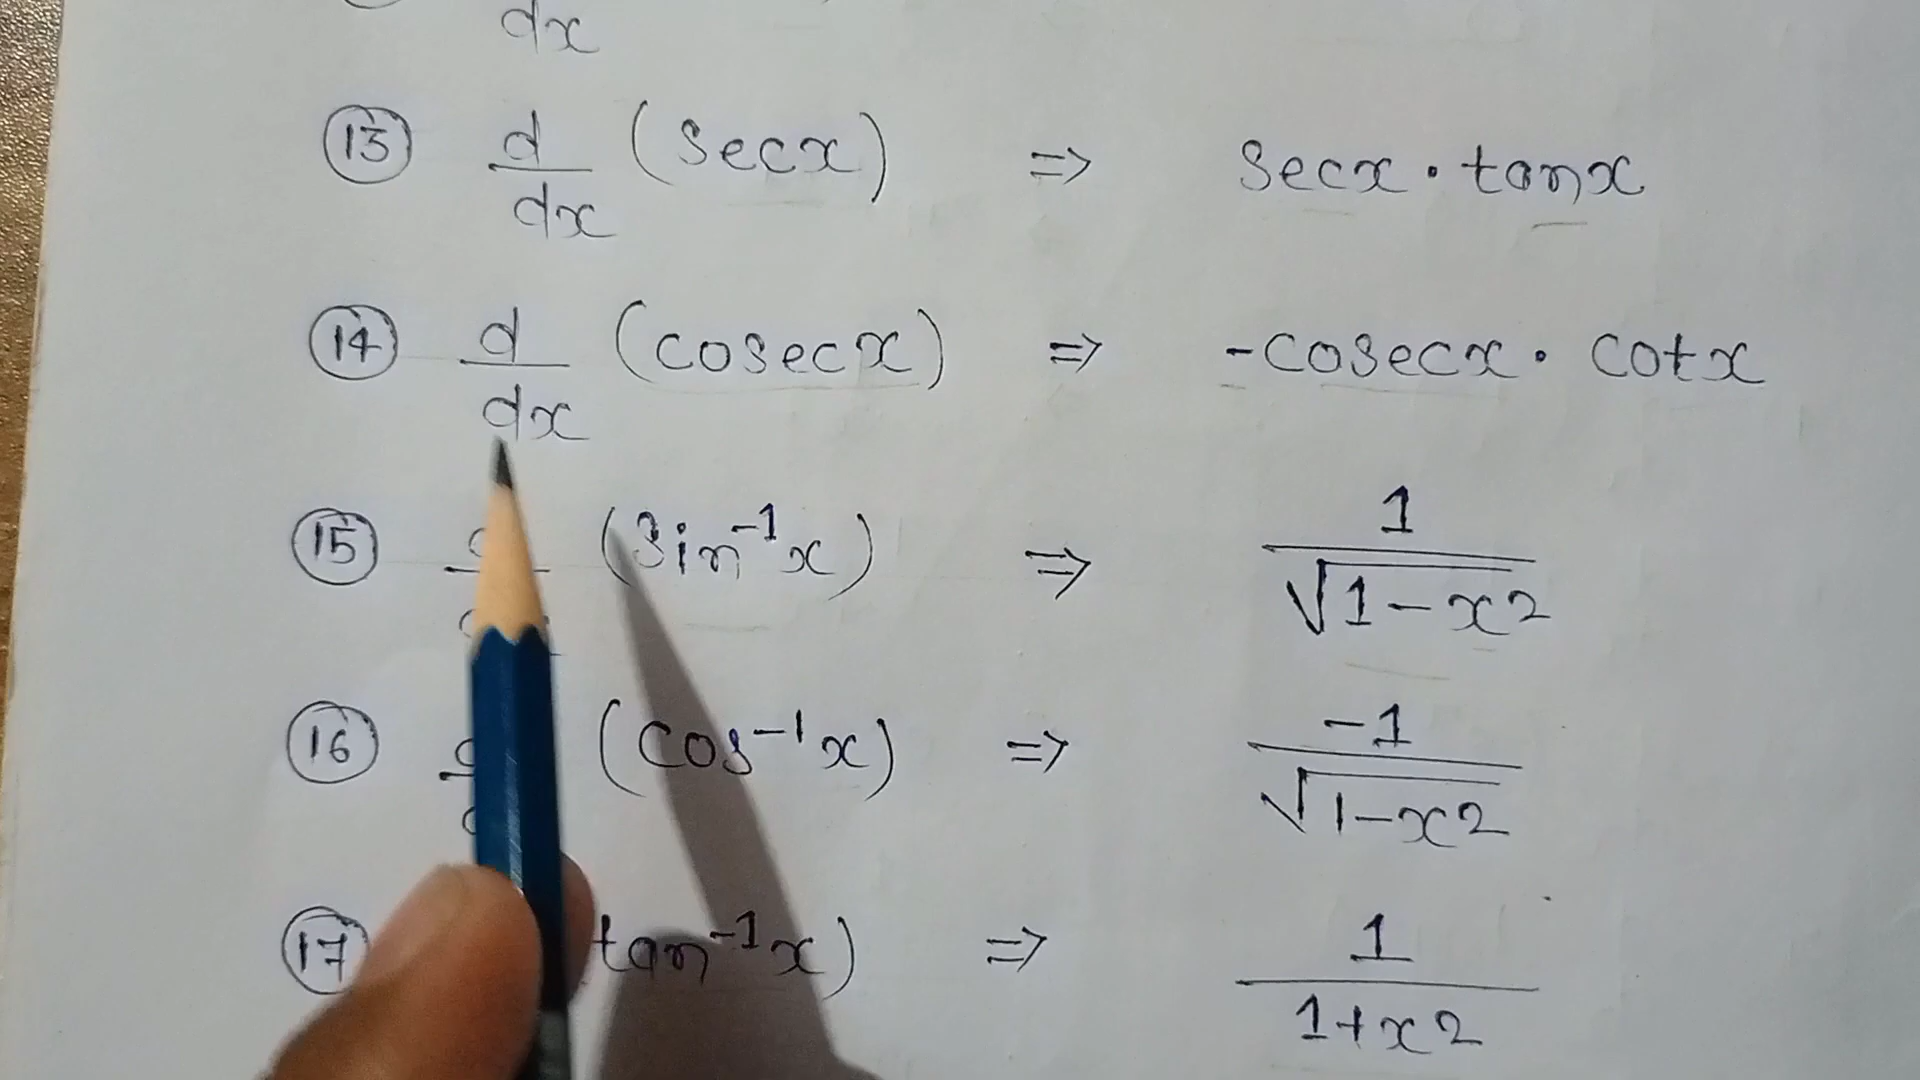 dx
(13) d/dx (secx) => secx · tanx
(14) d/dx (cosecx) => -cosecx · cotx
(15) (sin⁻¹x) => 1/√1-x2
(16) (cos⁻¹x) => -1/√1-x2
(17) tan⁻¹x) => 1/1+x2